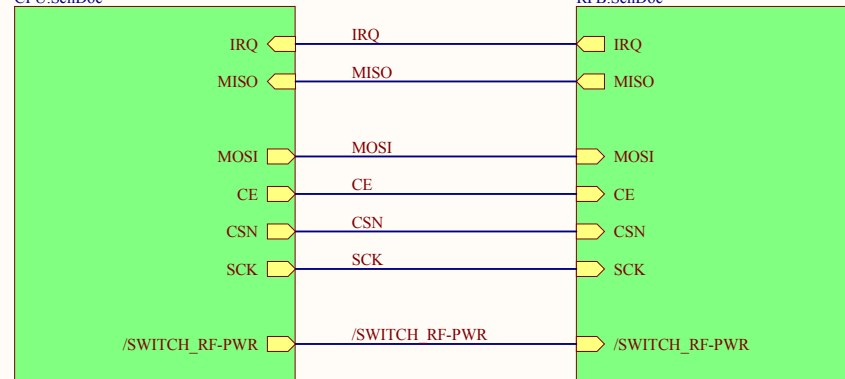 IRQ IRQ IRQ
MISO MISO MISO
MOSI MOSI MOSI
CE CE CE
CSN CSN CSN
SCK SCK SCK
/SWITCH_RF-PWR /SWITCH_RF-PWR /SWITCH_RF-PWR